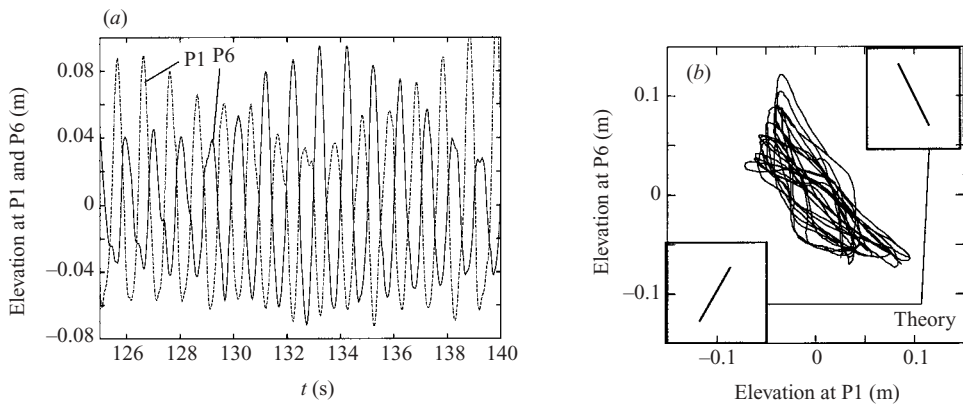 (a)
P1 P6
0.08
0.04
0
−0.04
−0.08
126 128 130 132 134 136 138 140
t (s)
Elevation at P1 and P6 (m)
(b)
0.1
0
−0.1
−0.1 0 0.1
Theory
Elevation at P1 (m)
Elevation at P6 (m)